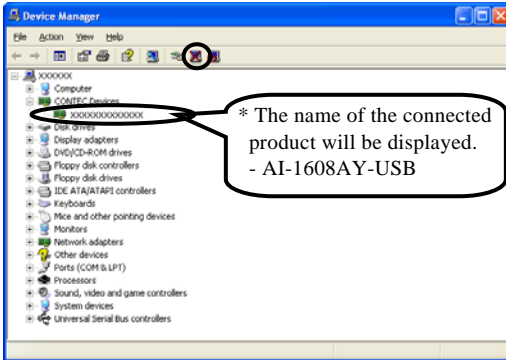 Device Manager
File Action View Help
XXXXXX
Computer
CONTEC Devices
XXXXXXXXXXXXX
Disk drives
Display adapters
DVD/CD-ROM drives
Floppy disk controllers
Floppy disk drives
IDE ATA/ATAPI controllers
Keyboards
Mice and other pointing devices
Monitors
Network adapters
Other devices
Ports (COM & LPT)
Processors
Sound, video and game controllers
System devices
Universal Serial Bus controllers
* The name of the connected
product will be displayed.
- AI-1608AY-USB